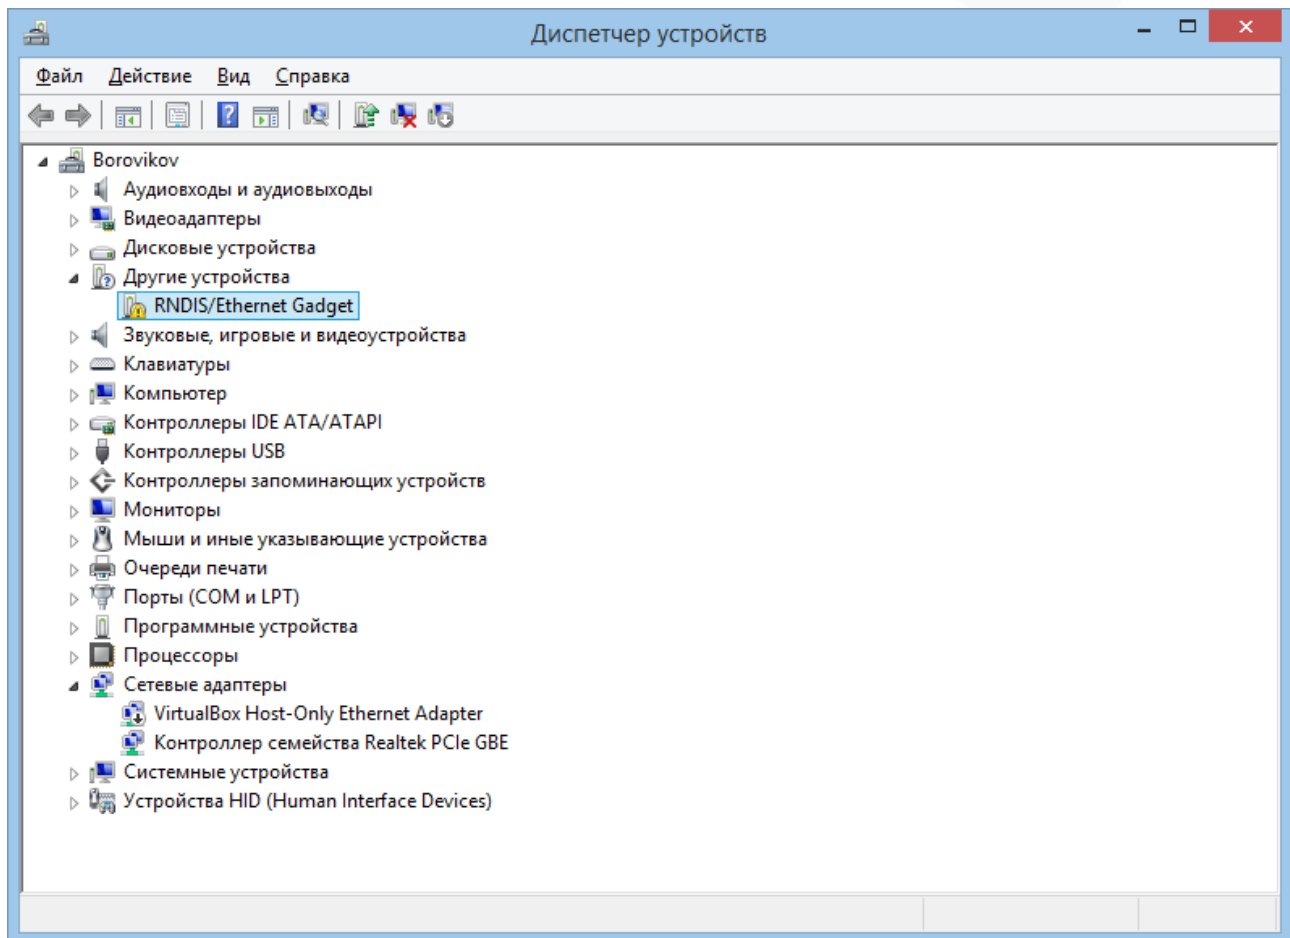 Диспетчер устройств
Файл Действие Вид Справка
Borovikov
Аудиовходы и аудиовыходы
Видеоадаптеры
Дисковые устройства
Другие устройства
RNDIS/Ethernet Gadget
Звуковые, игровые и видеоустройства
Клавиатуры
Компьютер
Контроллеры IDE ATA/ATAPI
Контроллеры USB
Контроллеры запоминающих устройств
Мониторы
Мыши и иные указывающие устройства
Очереди печати
Порты (COM и LPT)
Программные устройства
Процессоры
Сетевые адаптеры
VirtualBox Host-Only Ethernet Adapter
Контроллер семейства Realtek PCIe GBE
Системные устройства
Устройства HID (Human Interface Devices)